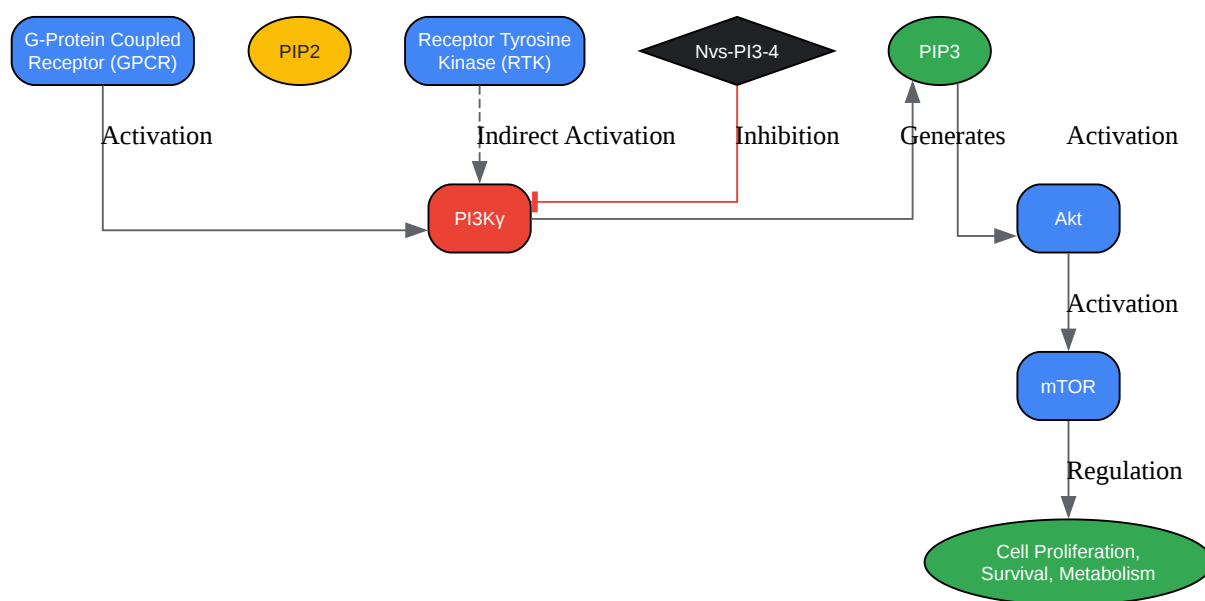 G-Protein Coupled
Receptor (GPCR)
PIP2
Receptor Tyrosine
Kinase (RTK)
Nvs-PI3-4
PIP3
Activation
Indirect Activation
Inhibition
Generates
Activation
PI3Kγ
Akt
Activation
mTOR
Regulation
Cell Proliferation,
Survival, Metabolism